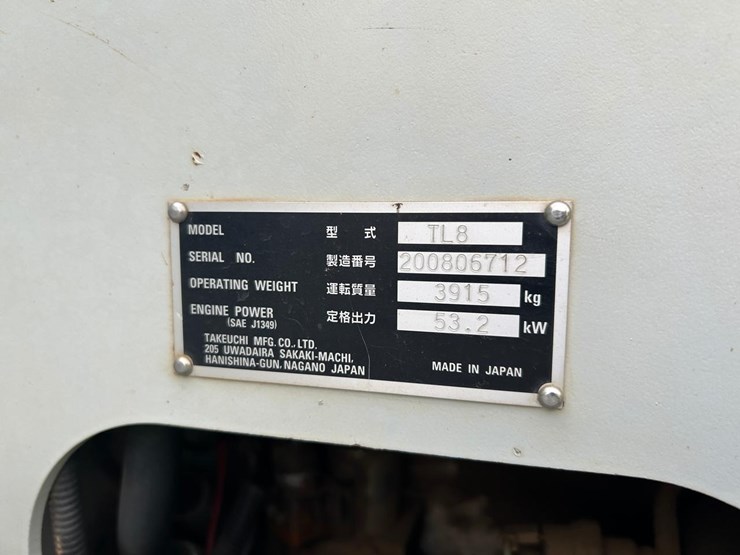 MODEL 型式 TL8
SERIAL NO. 製造番号 200806712
OPERATING WEIGHT 運転質量 3915 kg
ENGINE POWER 定格出力 53.2 kW
(SAE J1349)
TAKEUCHI MFG.CO.,LTD.
205 UWADAIRA SAKAKI-MACHI,
HANISHINA-GUN, NAGANO JAPAN
MADE IN JAPAN